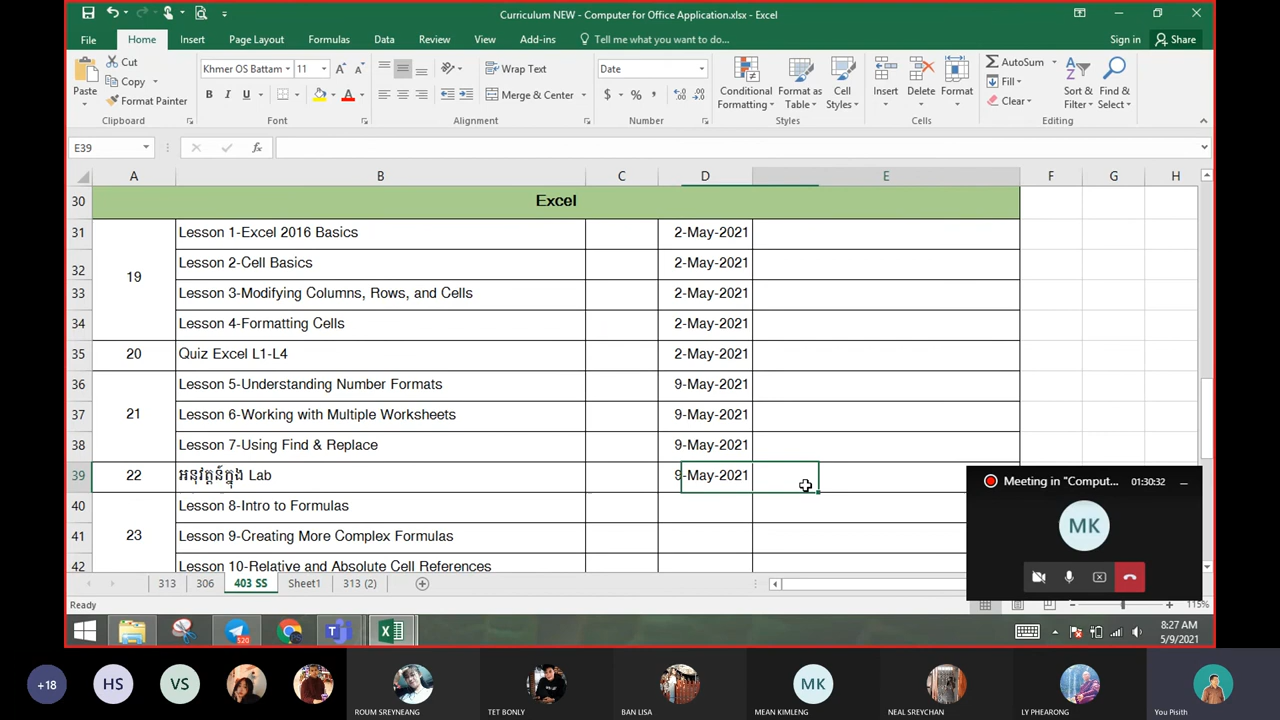 Curriculum NEW - Computer for Office Application.xlsx - Excel
File Home Insert Page Layout Formulas Data Review View Add-ins Tell me what you want to do... Sign in Share
Paste Cut Copy Format Painter
Khmer OS Battam 11 Wrap Text Merge & Center Date
B I U A $ % ,
Conditional Formatting Format as Table Cell Styles Insert Delete Format
AutoSum Fill Clear Sort & Filter Find & Select
Clipboard Font Alignment Number Styles Cells Editing
E39 fx
A B C D E F G H
30 Excel
31 Lesson 1-Excel 2016 Basics 2-May-2021
19
32 Lesson 2-Cell Basics 2-May-2021
33 Lesson 3-Modifying Columns, Rows, and Cells 2-May-2021
34 Lesson 4-Formatting Cells 2-May-2021
35 20 Quiz Excel L1-L4 2-May-2021
36 Lesson 5-Understanding Number Formats 9-May-2021
37 21 Lesson 6-Working with Multiple Worksheets 9-May-2021
38 Lesson 7-Using Find & Replace 9-May-2021
39 22 អនុវត្តន៍ក្នុង Lab 9-May-2021
40 Lesson 8-Intro to Formulas
41 23 Lesson 9-Creating More Complex Formulas
42 Lesson 10-Relative and Absolute Cell References
Meeting in "Comput... 01:30:32
MK
313 306 403 SS Sheet1 313 (2)
Ready 115%
520
8:27 AM
5/9/2021
+18 HS VS MK
ROUM SREYNEANG TET BONLY BAN LISA MEAN KIMLENG NEAL SREYCHAN LY PHEARONG You Pisith